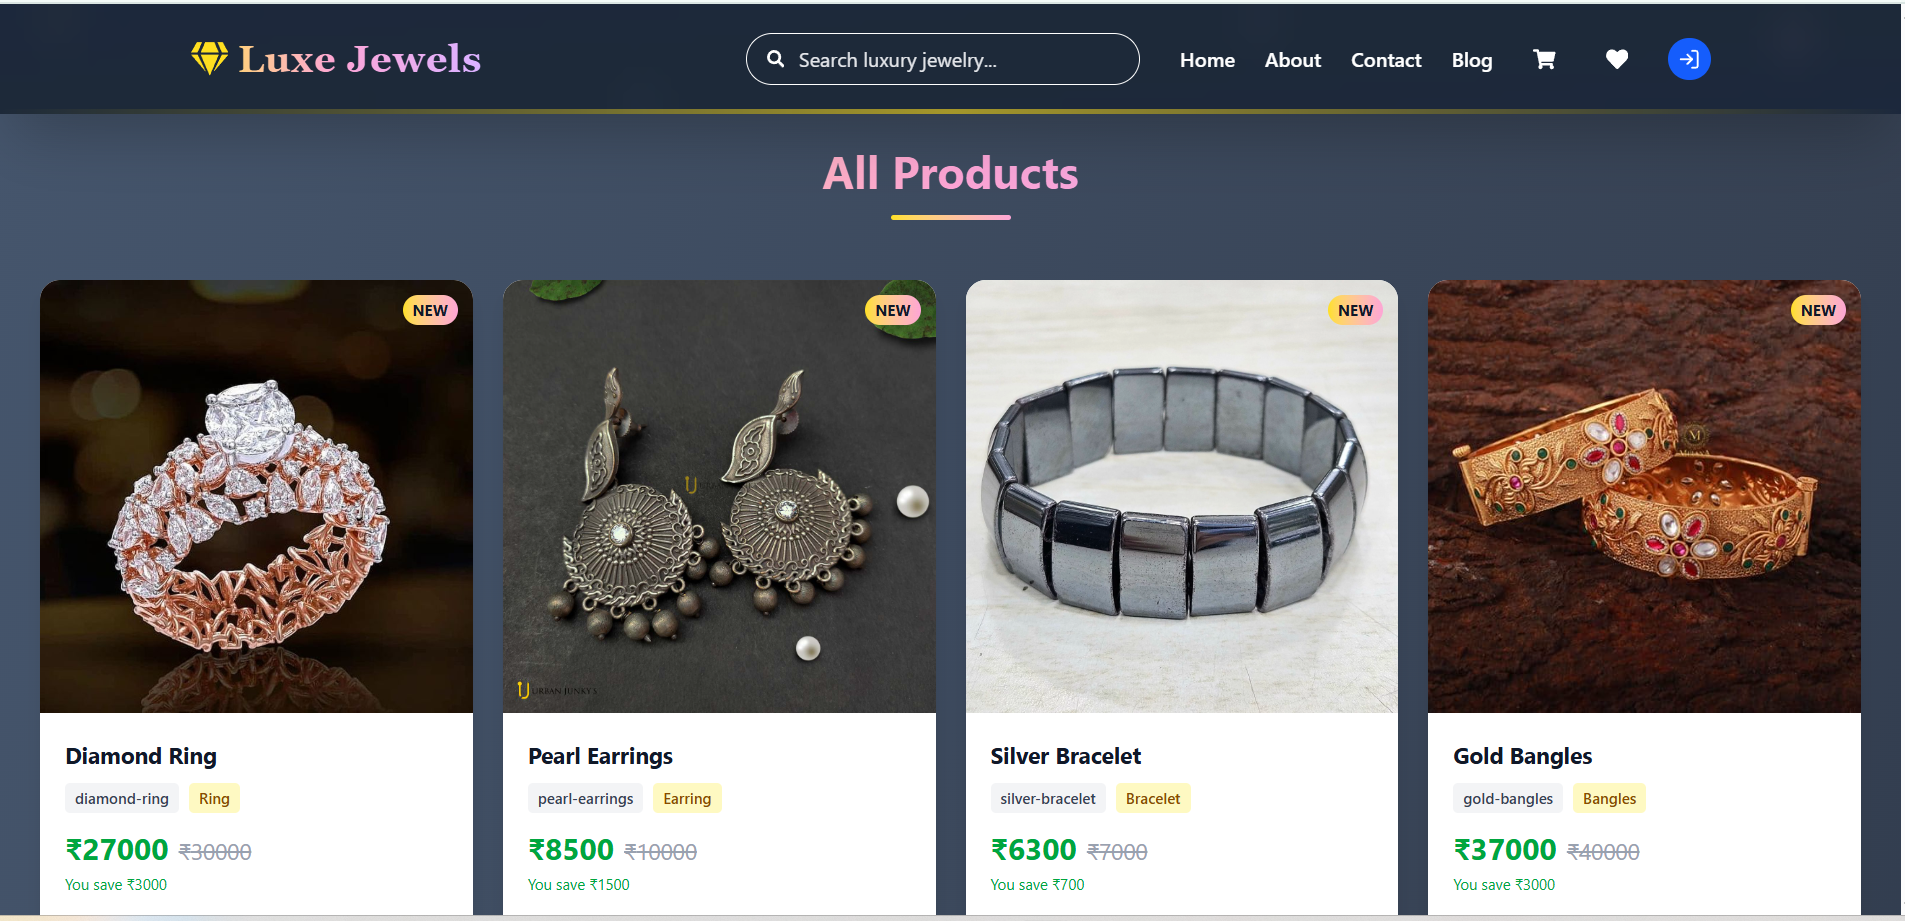 Luxe Jewels
Search luxury jewelry...
Home
About
Contact
Blog
All Products
NEW
NEW
NEW
NEW
URBAN JUNKY'S
M
Diamond Ring
diamond-ring
Ring
₹27000 ₹30000
You save ₹3000
Pearl Earrings
pearl-earrings
Earring
₹8500 ₹10000
You save ₹1500
Silver Bracelet
silver-bracelet
Bracelet
₹6300 ₹7000
You save ₹700
Gold Bangles
gold-bangles
Bangles
₹37000 ₹40000
You save ₹3000